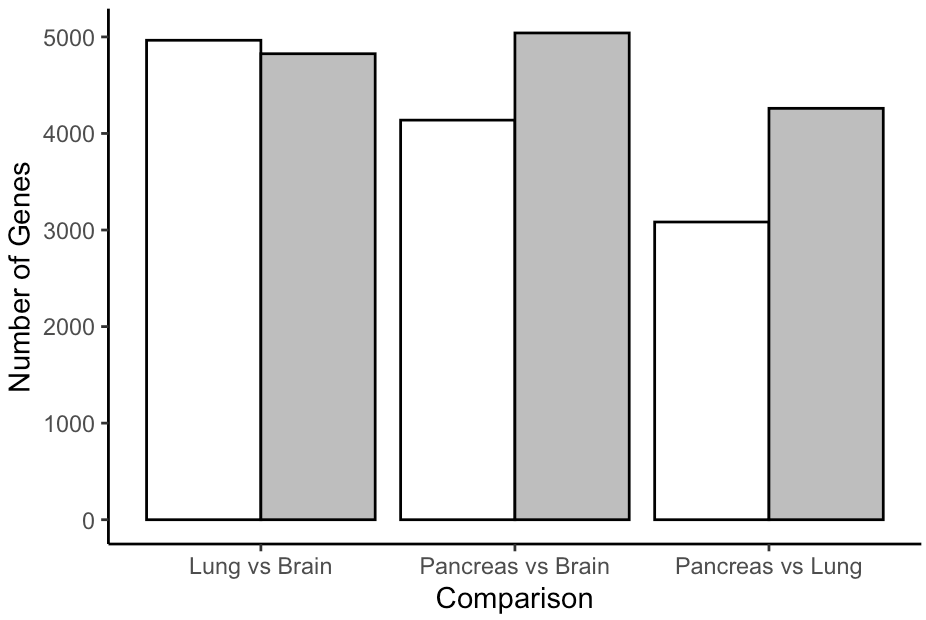 Number of Genes
5000
4000
3000
2000
1000
0
Lung vs Brain
Pancreas vs Brain
Pancreas vs Lung
Comparison